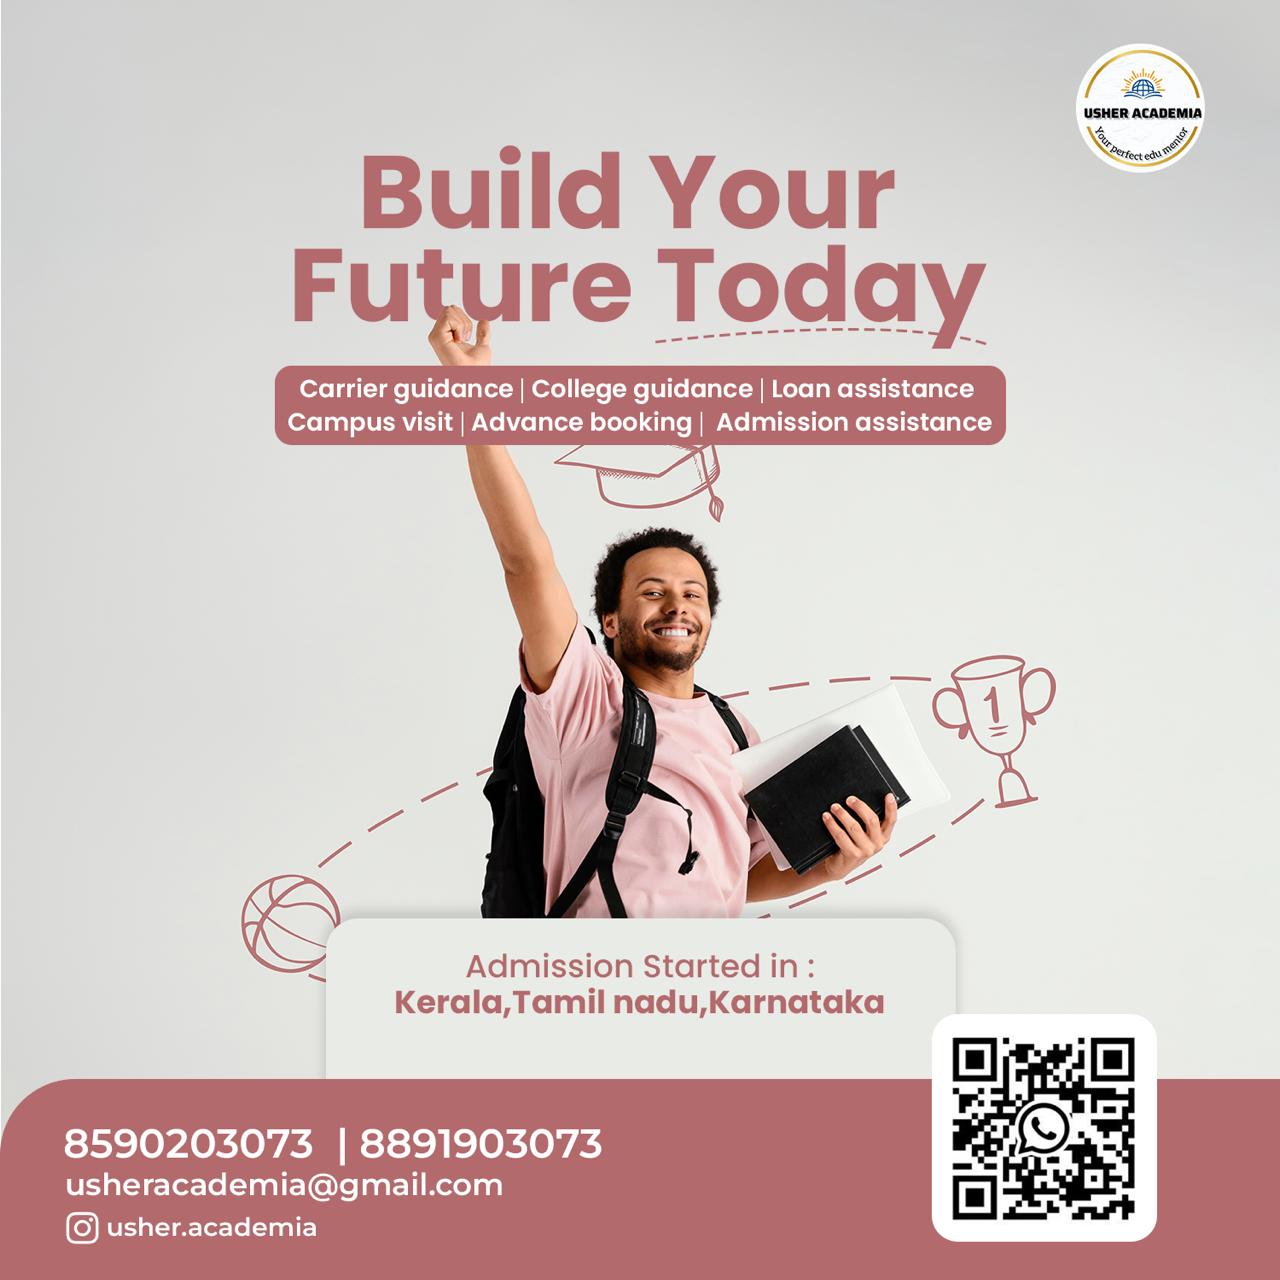 USHER ACADEMIA
Your perfect edu mentor
Build Your
Future Today
Carrier guidance | College guidance | Loan assistance
Campus visit | Advance booking | Admission assistance
1
Admission Started in :
Kerala,Tamil nadu,Karnataka
8590203073 | 8891903073
usheracademia@gmail.com
usher.academia